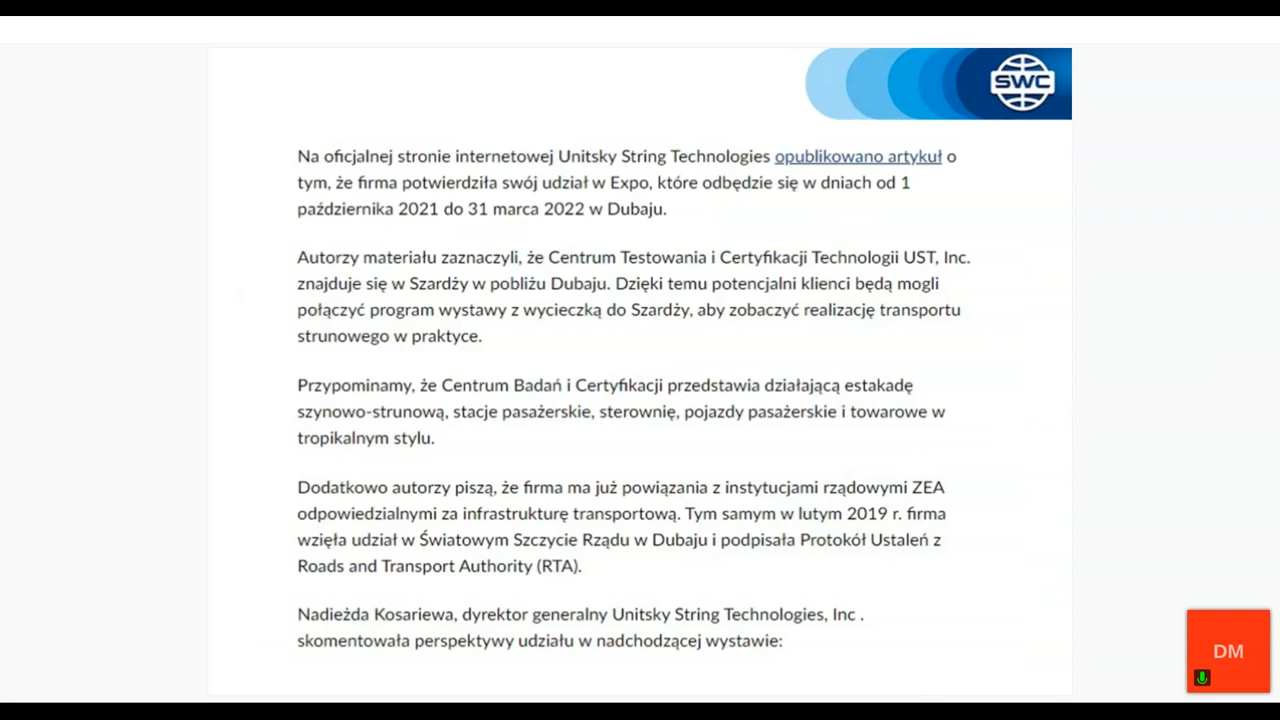 SWC
Na oficjalnej stronie internetowej Unitsky String Technologies opublikowano artykuł o
tym, że firma potwierdziła swój udział w Expo, które odbędzie się w dniach od 1
października 2021 do 31 marca 2022 w Dubaju.
Autorzy materiału zaznaczyli, że Centrum Testowania i Certyfikacji Technologii UST, Inc.
znajduje się w Szardży w pobliżu Dubaju. Dzięki temu potencjalni klienci będą mogli
połączyć program wystawy z wycieczką do Szardży, aby zobaczyć realizację transportu
strunowego w praktyce.
Przypominamy, że Centrum Badań i Certyfikacji przedstawia działającą estakadę
szynowo-strunową, stacje pasażerskie, sterownię, pojazdy pasażerskie i towarowe w
tropikalnym stylu.
Dodatkowo autorzy piszą, że firma ma już powiązania z instytucjami rządowymi ZEA
odpowiedzialnymi za infrastrukturę transportową. Tym samym w lutym 2019 r. firma
wzięła udział w Światowym Szczycie Rządu w Dubaju i podpisała Protokół Ustaleń z
Roads and Transport Authority (RTA).
Nadieżda Kosariewa, dyrektor generalny Unitsky String Technologies, Inc .
skomentowała perspektywy udziału w nadchodzącej wystawie:
DM